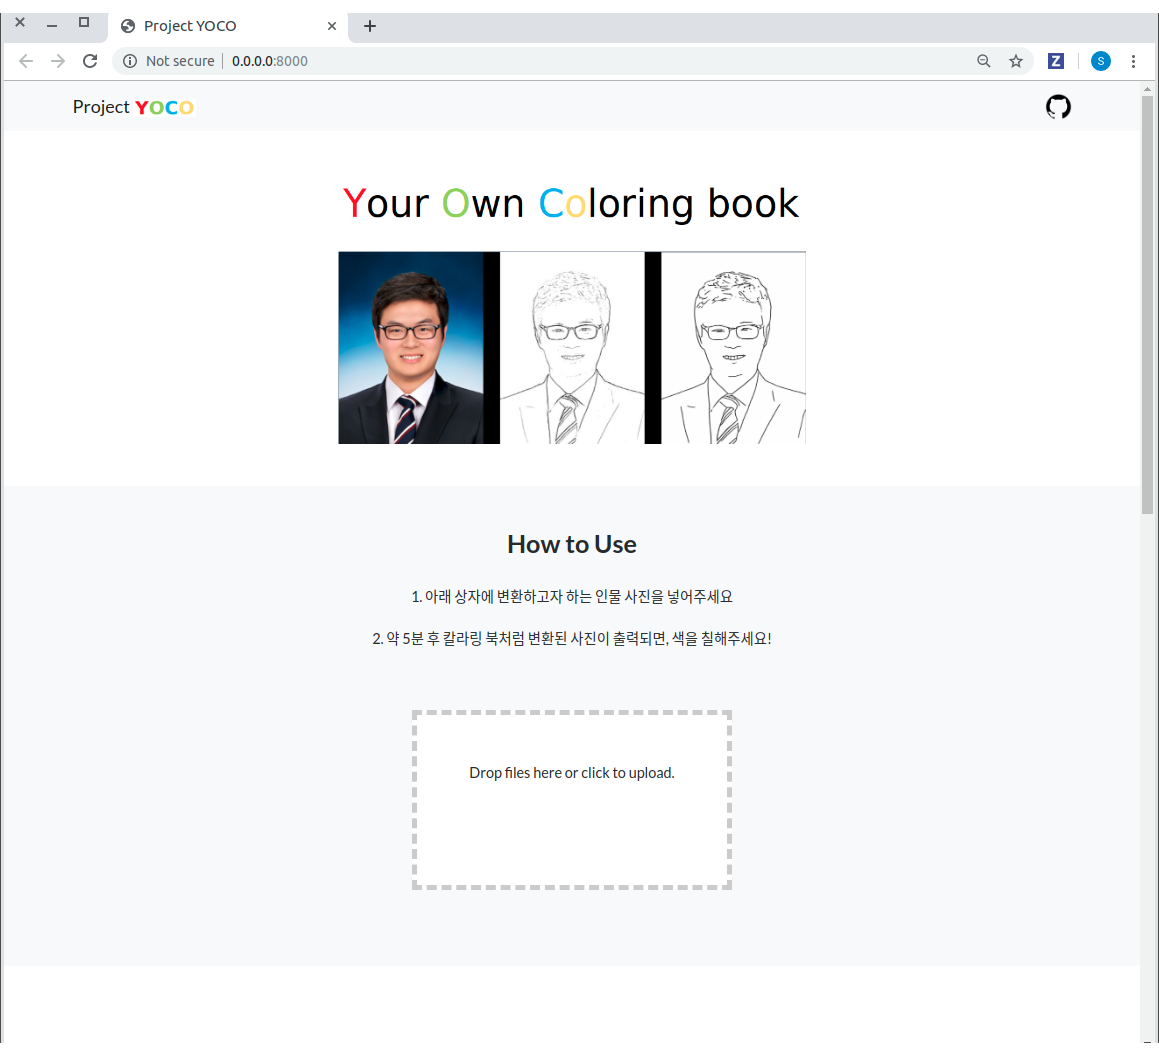 Project YOCO
Not secure
0.0.0.0:8000
Z
S
Project YOCO
Your Own Coloring book
How to Use
1. 아래 상자에 변환하고자 하는 인물 사진을 넣어주세요
2. 약 5분 후 칼라링 북처럼 변환된 사진이 출력되면, 색을 칠해주세요!
Drop files here or click to upload.